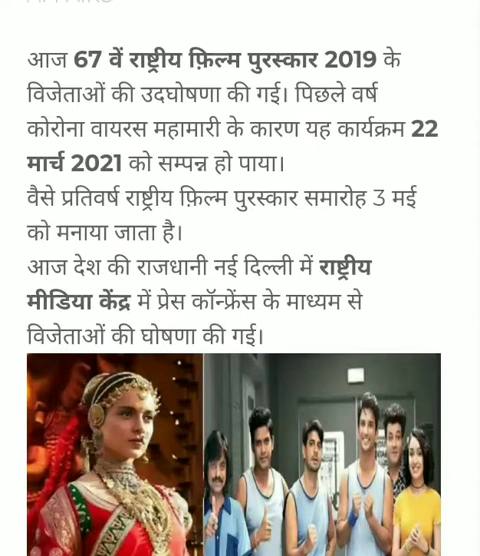 आज 67 वें राष्ट्रीय फ़िल्म पुरस्कार 2019 के
विजेताओं की उदघोषणा की गई। पिछले वर्ष
कोरोना वायरस महामारी के कारण यह कार्यक्रम 22
मार्च 2021 को सम्पन्न हो पाया।
वैसे प्रतिवर्ष राष्ट्रीय फ़िल्म पुरस्कार समारोह 3 मई
को मनाया जाता है।
आज देश की राजधानी नई दिल्ली में राष्ट्रीय
मीडिया केंद्र में प्रेस कॉन्फ्रेंस के माध्यम से
विजेताओं की घोषणा की गई।